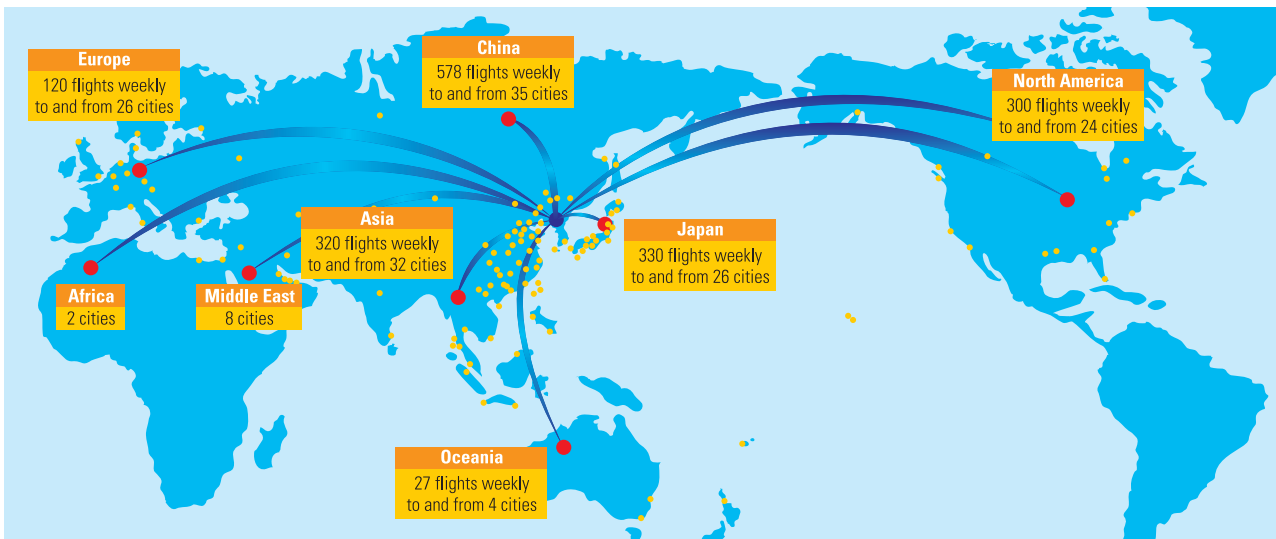 Europe
120 flights weekly
to and from 26 cities
China
578 flights weekly
to and from 35 cities
North America
300 flights weekly
to and from 24 cities
Asia
320 flights weekly
to and from 32 cities
Japan
330 flights weekly
to and from 26 cities
Africa
2 cities
Middle East
8 cities
Oceania
27 flights weekly
to and from 4 cities